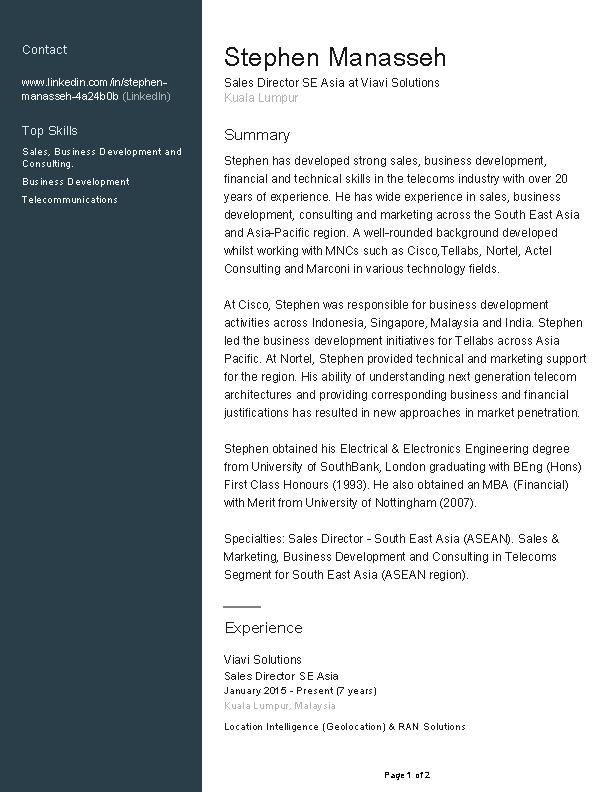 Contact
www.linkedin.com/in/stephen-
manasseh-4a24b0b (LinkedIn)
Top Skills
Sales, Business Development and
Consulting.
Business Development
Telecommunications
Stephen Manasseh
Sales Director SE Asia at Viavi Solutions
Kuala Lumpur
Summary
Stephen has developed strong sales, business development,
financial and technical skills in the telecoms industry with over 20
years of experience. He has wide experience in sales, business
development, consulting and marketing across the South East Asia
and Asia-Pacific region. A well-rounded background developed
whilst working with MNCs such as Cisco,Tellabs, Nortel, Actel
Consulting and Marconi in various technology fields.
At Cisco, Stephen was responsible for business development
activities across Indonesia, Singapore, Malaysia and India. Stephen
led the business development initiatives for Tellabs across Asia
Pacific. At Nortel, Stephen provided technical and marketing support
for the region. His ability of understanding next generation telecom
architectures and providing corresponding business and financial
justifications has resulted in new approaches in market penetration.
Stephen obtained his Electrical & Electronics Engineering degree
from University of SouthBank, London graduating with BEng (Hons)
First Class Honours (1993). He also obtained an MBA (Financial)
with Merit from University of Nottingham (2007).
Specialties: Sales Director - South East Asia (ASEAN). Sales &
Marketing, Business Development and Consulting in Telecoms
Segment for South East Asia (ASEAN region).
Experience
Viavi Solutions
Sales Director SE Asia
January 2015 - Present (7 years)
Kuala Lumpur, Malaysia
Location Intelligence (Geolocation) & RAN Solutions
Page 1 of 2